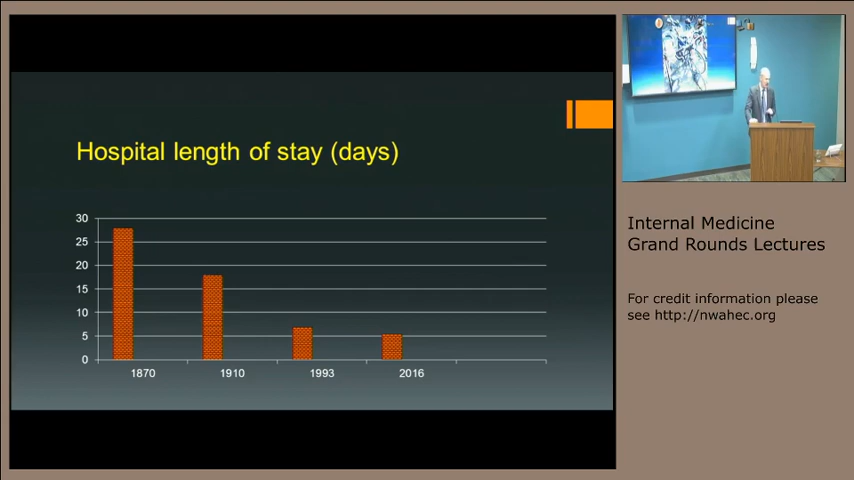 Hospital length of stay (days)
30
25
20
15
10
5
0
1870 1910 1993 2016
Internal Medicine
Grand Rounds Lectures
For credit information please
see http://nwahec.org